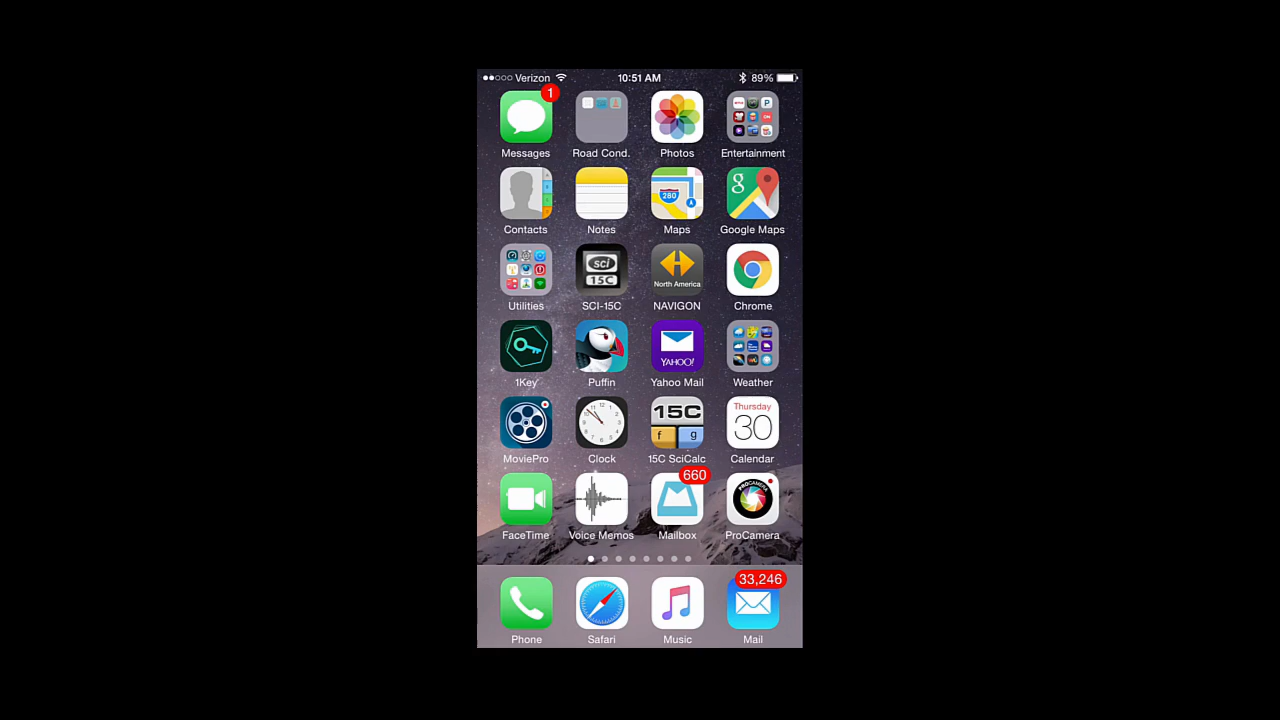 Verizon 10:51 AM 89%
1
Messages Road Cond. Photos Entertainment
280 g
Contacts Notes Maps Google Maps
sci
15C North America
Utilities SCI-15C NAVIGON Chrome
YAHOO!
1Key Puffin Yahoo Mail Weather
15C Thursday
f g 30
MoviePro Clock 15C SciCalc Calendar
660
PROCAMERA
FaceTime Voice Memos Mailbox ProCamera
33,246
Phone Safari Music Mail